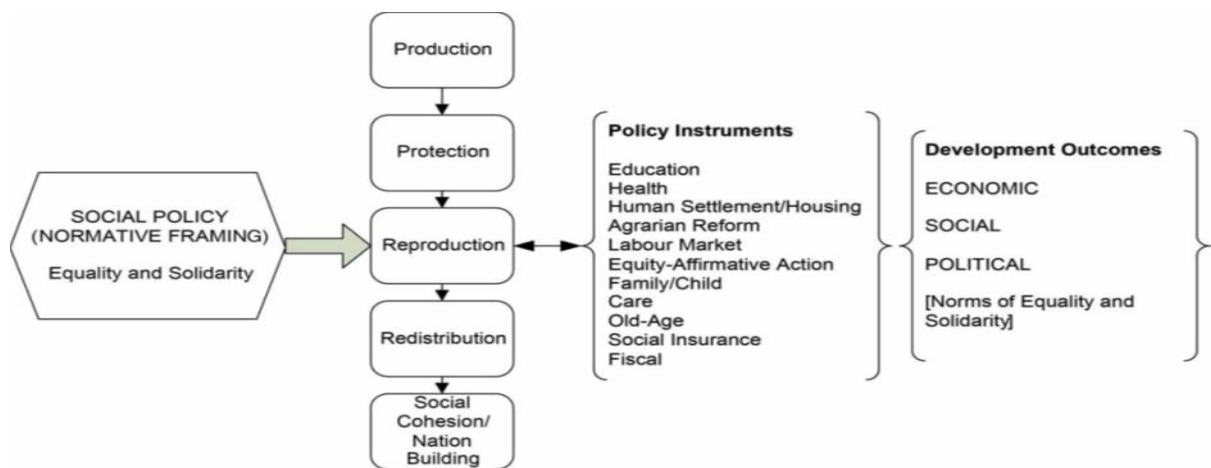 SOCIAL POLICY
(NORMATIVE FRAMING)
Equality and Solidarity
Production
Protection
Reproduction
Redistribution
Social
Cohesion/
Nation
Building
Policy Instruments
Education
Health
Human Settlement/Housing
Agrarian Reform
Labour Market
Equity-Affirmative Action
Family/Child
Care
Old-Age
Social Insurance
Fiscal
Development Outcomes
ECONOMIC
SOCIAL
POLITICAL
[Norms of Equality and
Solidarity]